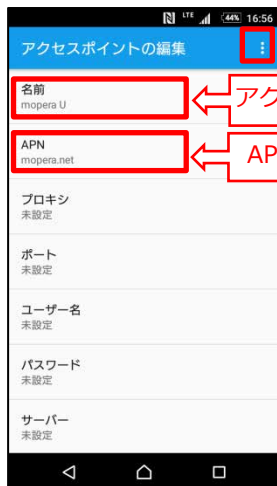 LTE 44% 16:56
アクセスポイントの編集
名前
mopera U
アク
APN
mopera.net
AP
プロキシ
未設定
ポート
未設定
ユーザー名
未設定
パスワード
未設定
サーバー
未設定